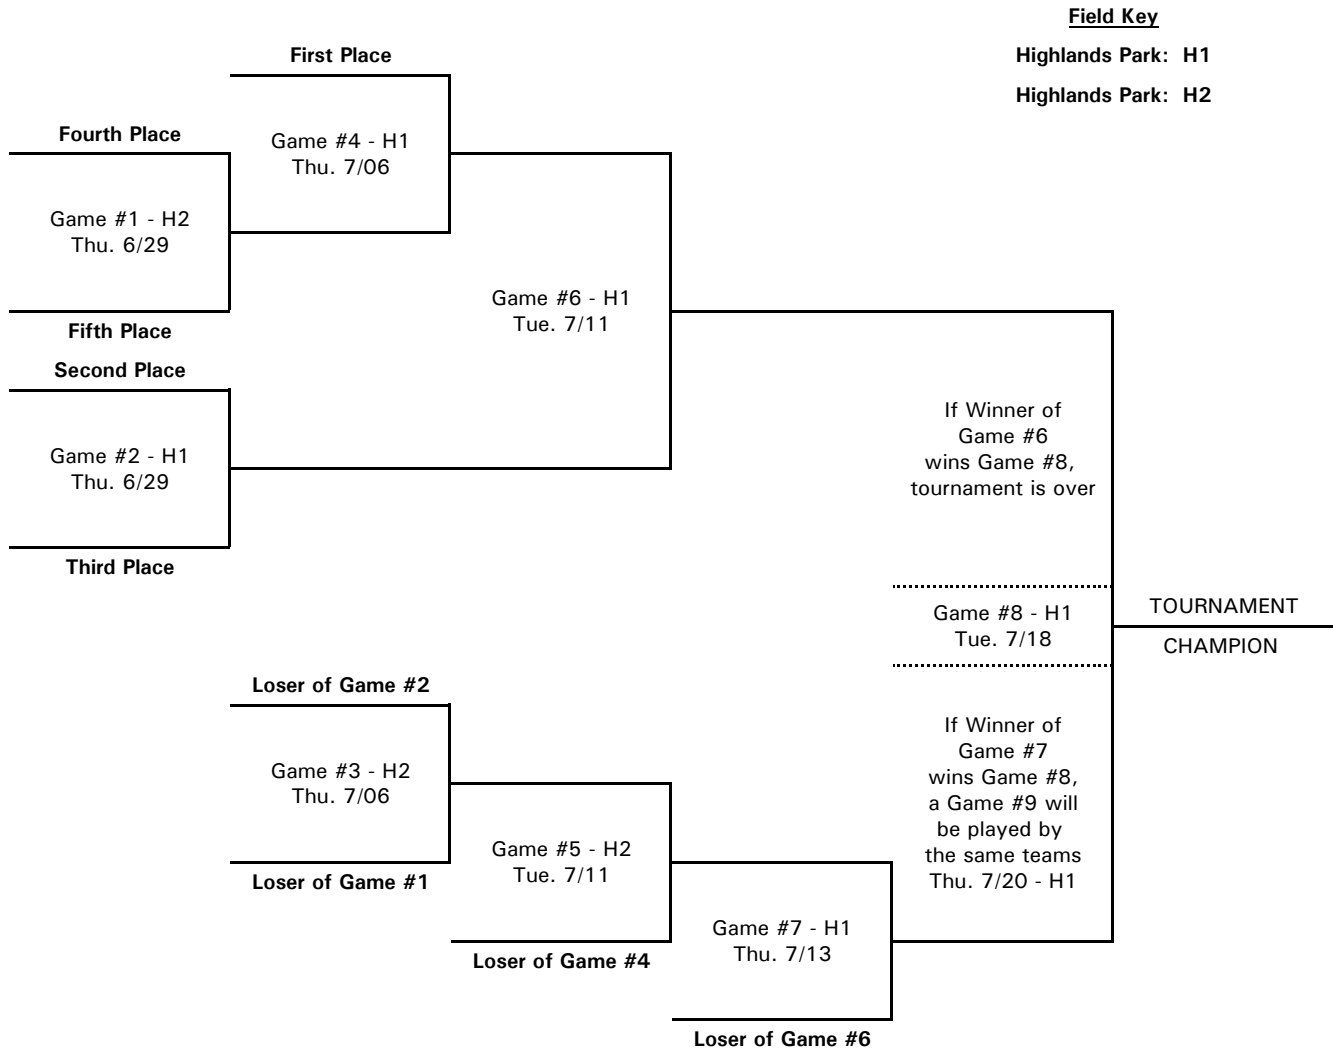 Field Key
Highlands Park:  H1
Highlands Park:  H2
First Place
Game #4 - H1
Thu. 7/06
Fourth Place
Game #1 - H2
Thu. 6/29
Fifth Place
Game #6 - H1
Tue. 7/11
Second Place
Game #2 - H1
Thu. 6/29
Third Place
If Winner of
Game #6
wins Game #8,
tournament is over
Game #8 - H1
Tue. 7/18
TOURNAMENT
CHAMPION
Loser of Game #2
Game #3 - H2
Thu. 7/06
Loser of Game #1
If Winner of
Game #7
wins Game #8,
a Game #9 will
be played by
the same teams
Thu. 7/20 - H1
Game #5 - H2
Tue. 7/11
Loser of Game #4
Game #7 - H1
Thu. 7/13
Loser of Game #6